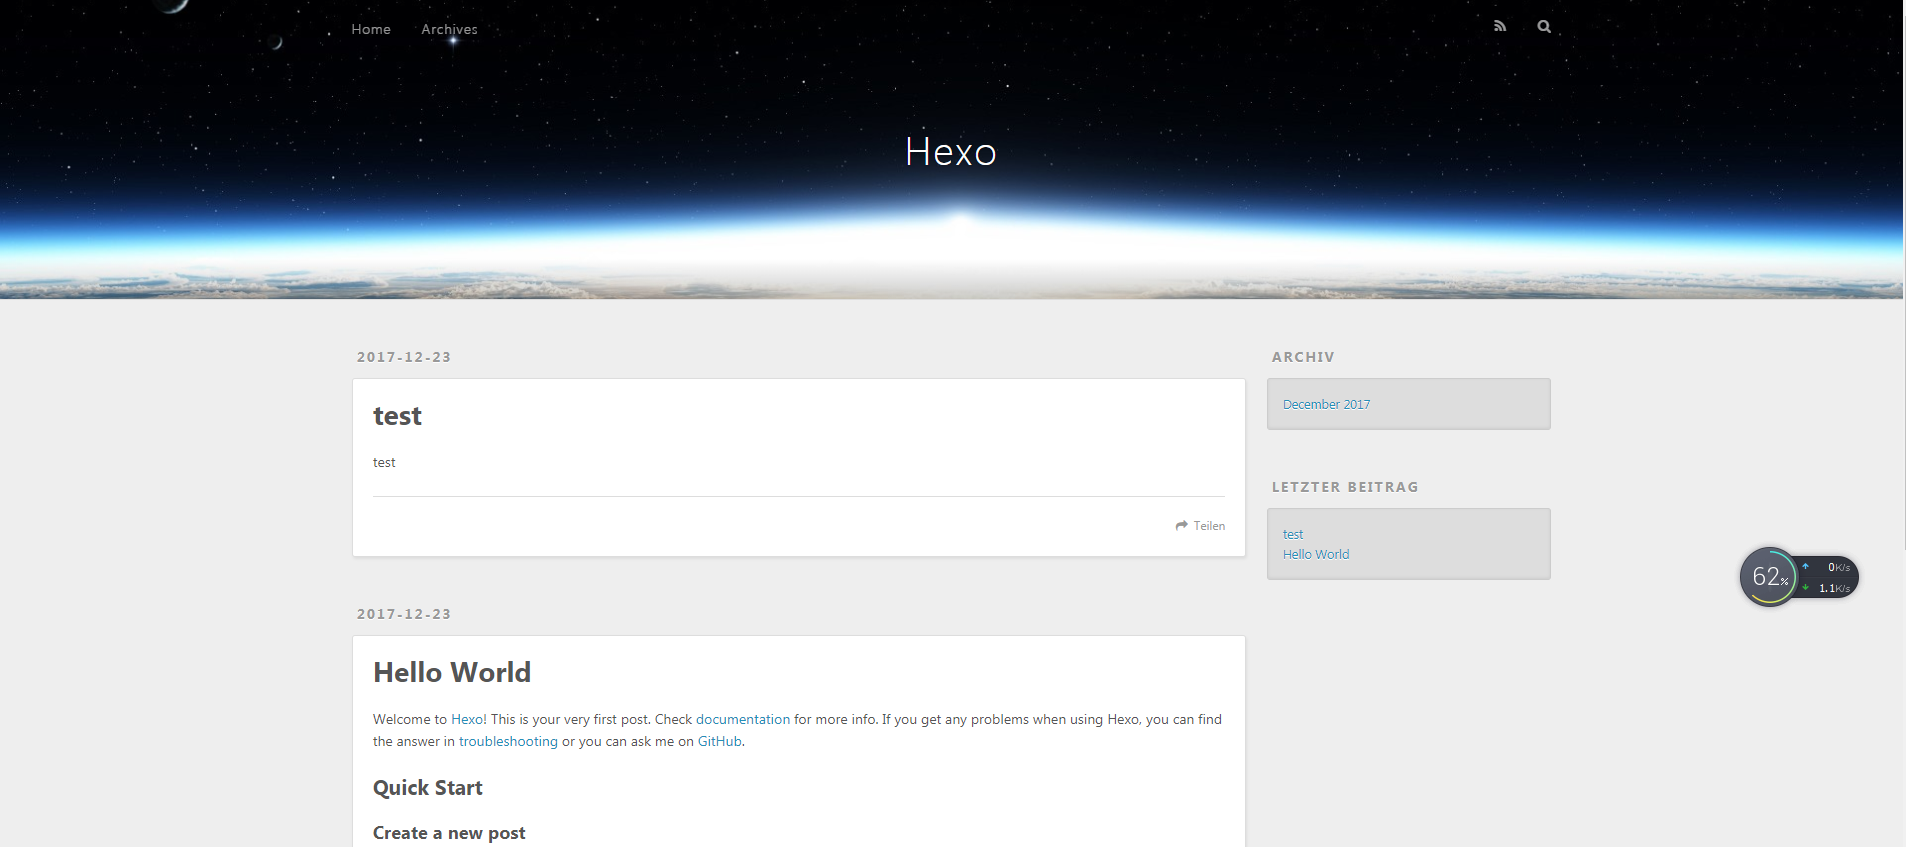 Home
Archives
Hexo
2017-12-23
test
test
Teilen
2017-12-23
Hello World
Welcome to Hexo! This is your very first post. Check documentation for more info. If you get any problems when using Hexo, you can find
the answer in troubleshooting or you can ask me on GitHub.
Quick Start
Create a new post
ARCHIV
December 2017
LETZTER BEITRAG
test
Hello World
62%
0K/s
1.1K/s